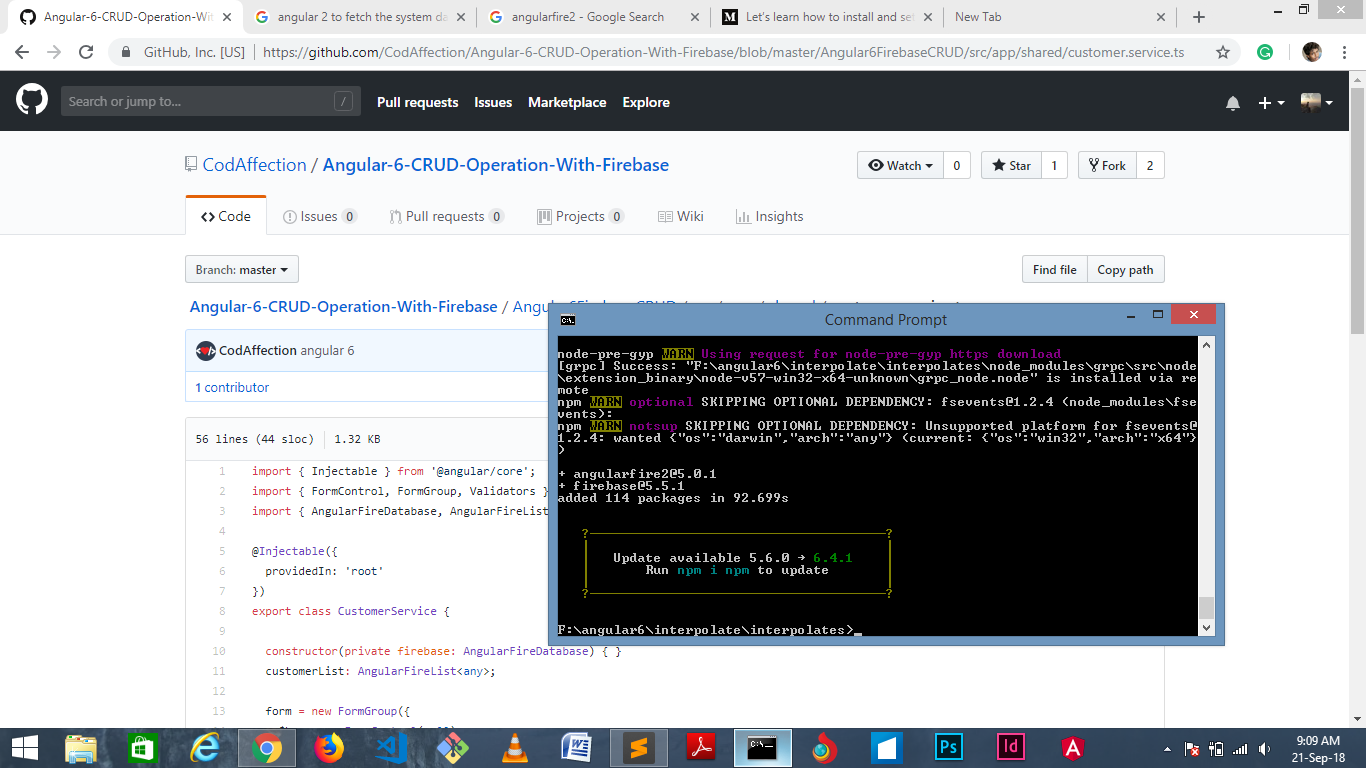 Angular-6-CRUD-Operation-Wit
angular 2 to fetch the system da
angularfire2 - Google Search
Let's learn how to install and se
New Tab
GitHub, Inc. [US] https://github.com/CodAffection/Angular-6-CRUD-Operation-With-Firebase/blob/master/Angular6FirebaseCRUD/src/app/shared/customer.service.ts
Search or jump to... /
Pull requests Issues Marketplace Explore
CodAffection / Angular-6-CRUD-Operation-With-Firebase
Watch 0 Star 1 Fork 2
Code Issues 0 Pull requests 0 Projects 0 Wiki Insights
Branch: master Find file Copy path
Angular-6-CRUD-Operation-With-Firebase /
CodAffection angular 6
1 contributor
56 lines (44 sloc) 1.32 KB
1 import { Injectable } from '@angular/core';
2 import { FormControl, FormGroup, Validators }
3 import { AngularFireDatabase, AngularFireList
4
5 @Injectable({
6 providedIn: 'root'
7 })
8 export class CustomerService {
9
10 constructor(private firebase: AngularFireDatabase) { }
11 customerList: AngularFireList<any>;
12
13 form = new FormGroup({
Command Prompt
node-pre-gyp WARN Using request for node-pre-gyp https download
[grpc] Success: "F:\angular6\interpolate\interpolates\node_modules\grpc\src\node
\extension_binary\node-v57-win32-x64-unknown\grpc_node.node" is installed via re
mote
npm WARN optional SKIPPING OPTIONAL DEPENDENCY: fsevents@1.2.4 (node_modules\fse
vents):
npm WARN notsup SKIPPING OPTIONAL DEPENDENCY: Unsupported platform for fsevents@
1.2.4: wanted {"os":"darwin","arch":"any"} (current: {"os":"win32","arch":"x64"}
)
+ angularfire2@5.0.1
+ firebase@5.5.1
added 114 packages in 92.699s
? ?
Update available 5.6.0 → 6.4.1
Run npm i npm to update
? ?
F:\angular6\interpolate\interpolates>_
9:09 AM
21-Sep-18